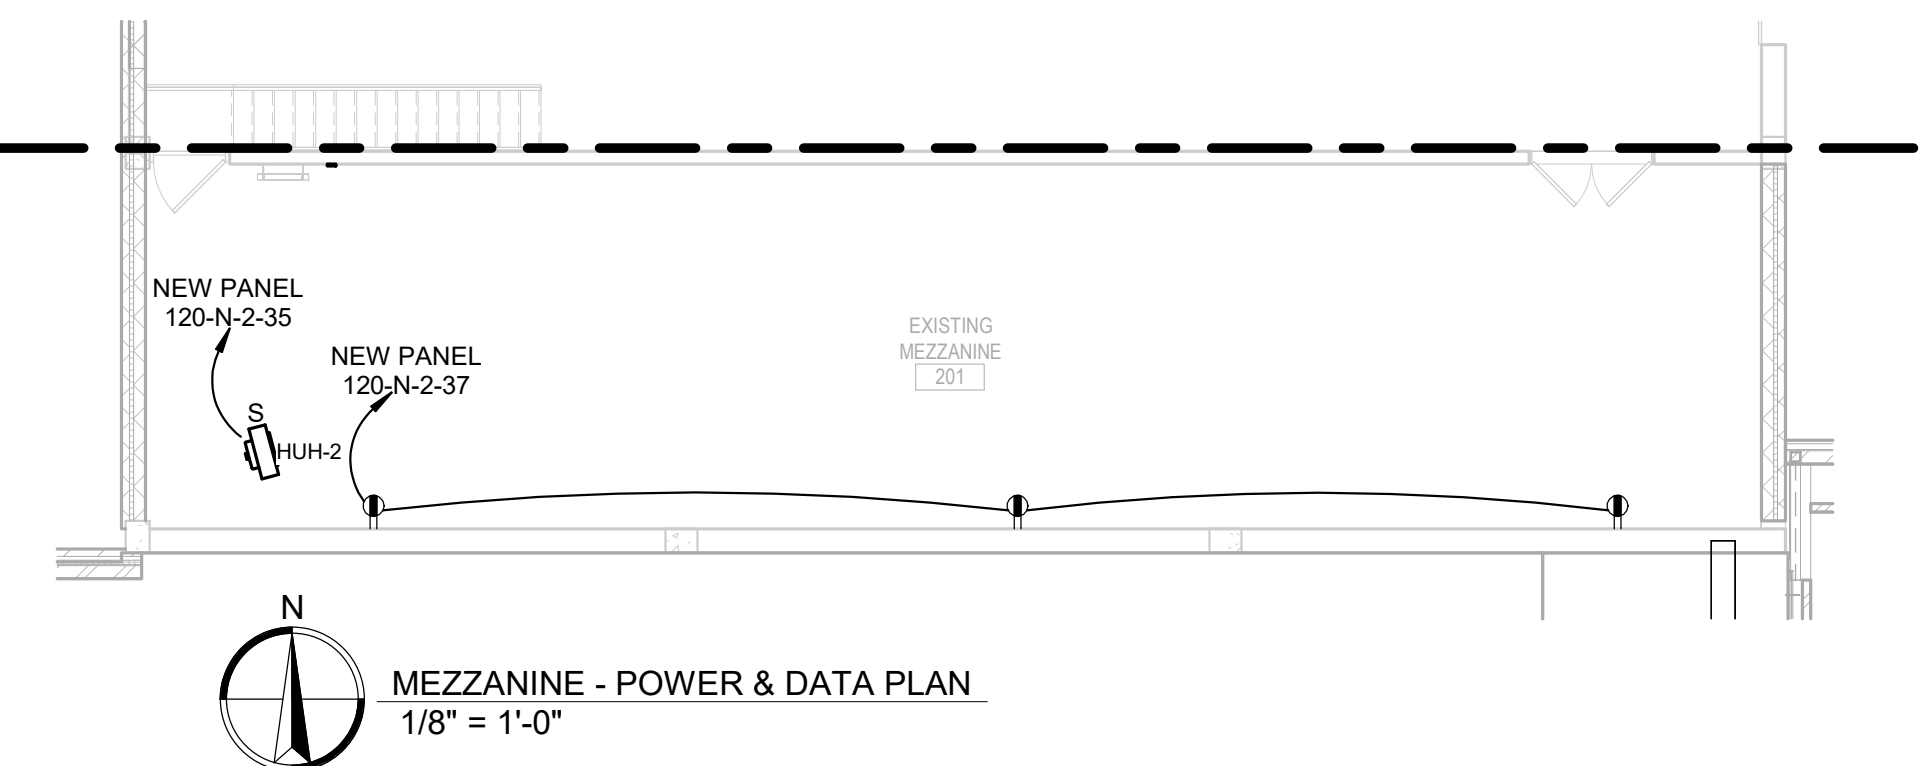 NEW PANEL
120-N-2-35
NEW PANEL
120-N-2-37
EXISTING
MEZZANINE
201
S
HUH-2
N
MEZZANINE - POWER & DATA PLAN
1/8" = 1'-0"